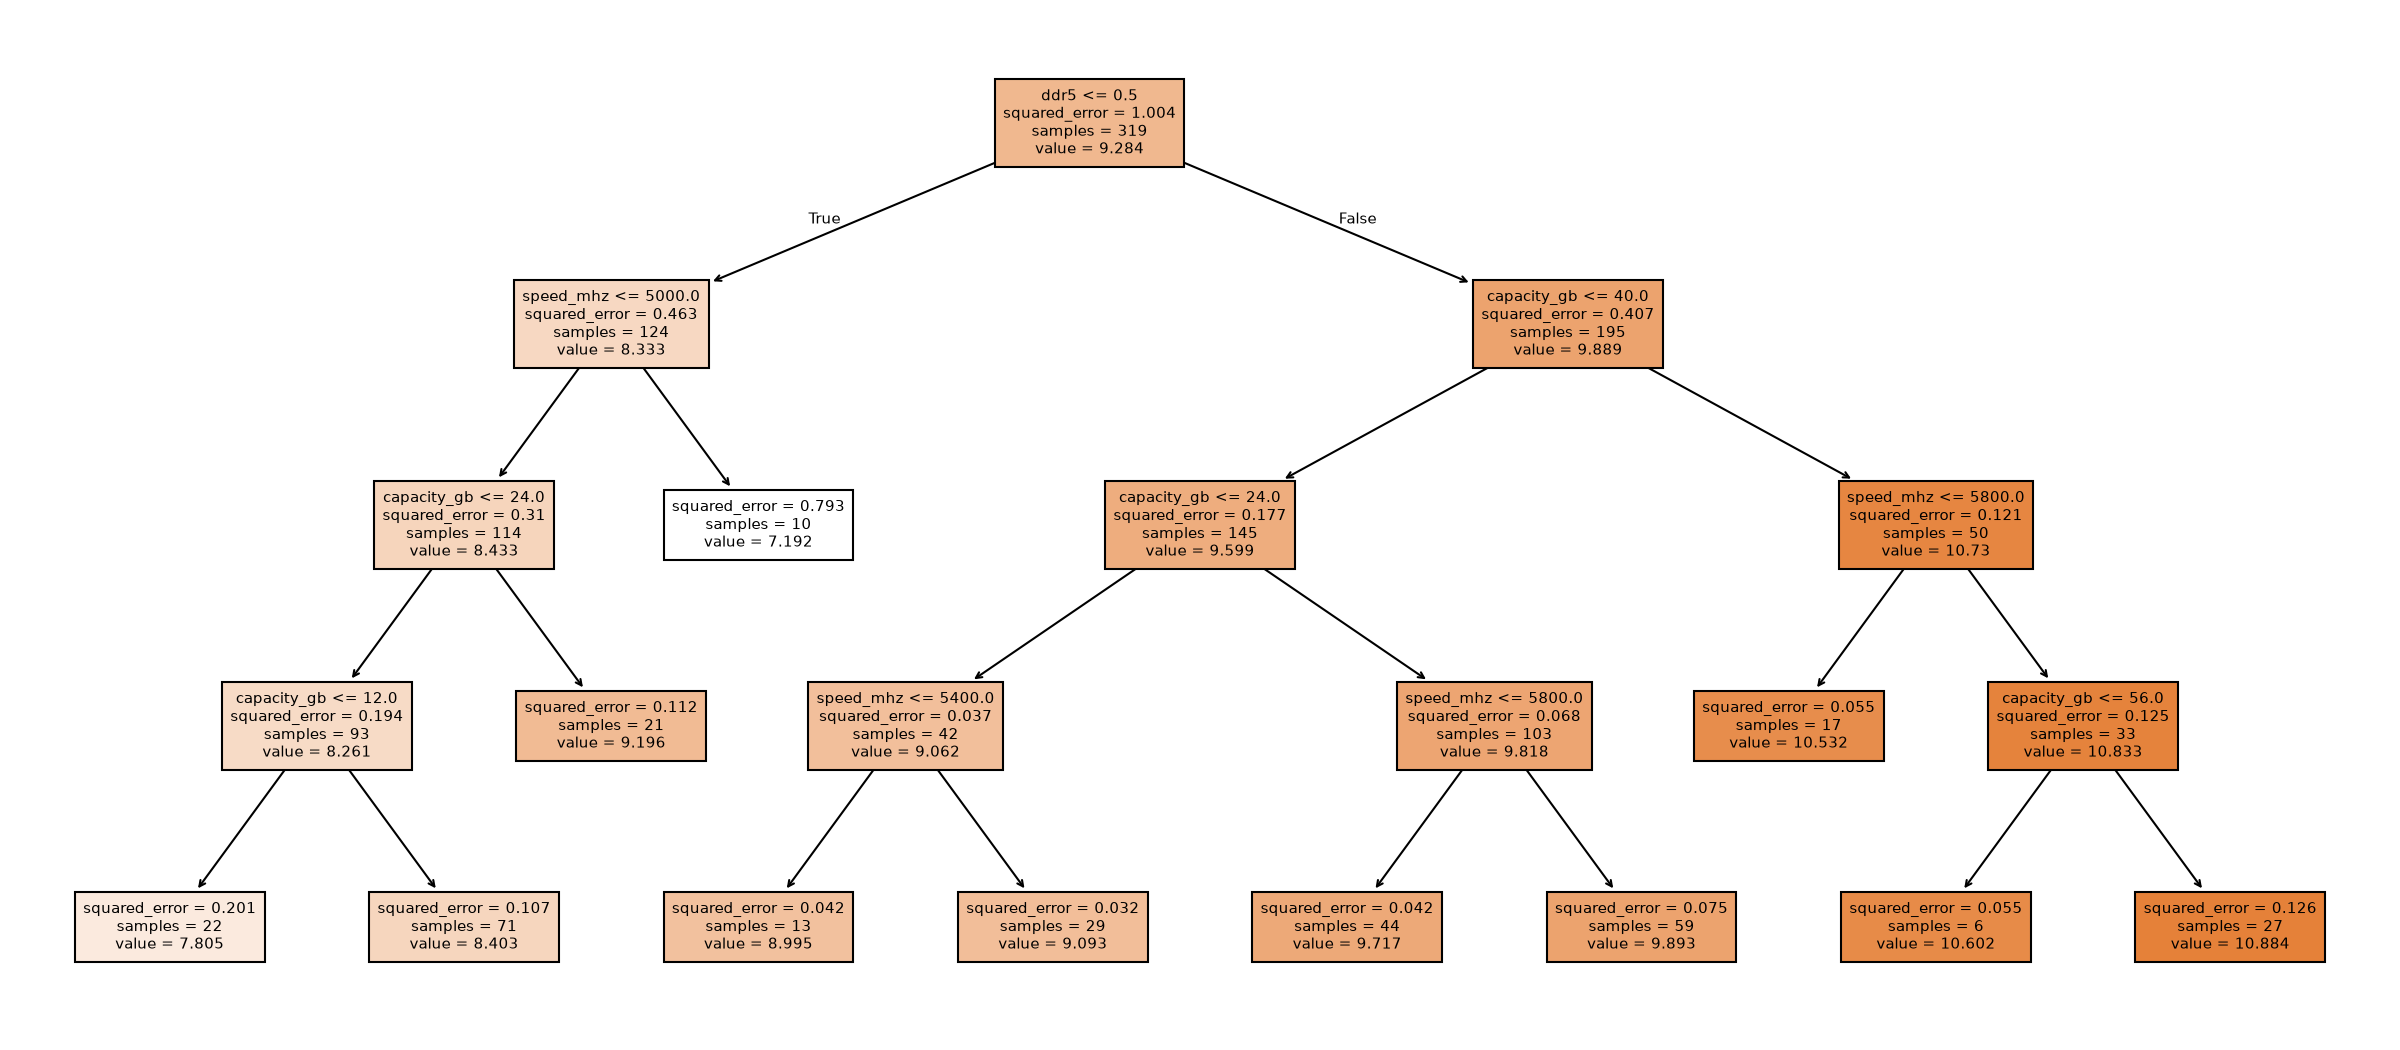 ddr5 <= 0.5
squared_error = 1.004
samples = 319
value = 9.284
True
False
speed_mhz <= 5000.0
squared_error = 0.463
samples = 124
value = 8.333
capacity_gb <= 40.0
squared_error = 0.407
samples = 195
value = 9.889
capacity_gb <= 24.0
squared_error = 0.31
samples = 114
value = 8.433
squared_error = 0.793
samples = 10
value = 7.192
capacity_gb <= 24.0
squared_error = 0.177
samples = 145
value = 9.599
speed_mhz <= 5800.0
squared_error = 0.121
samples = 50
value = 10.73
capacity_gb <= 12.0
squared_error = 0.194
samples = 93
value = 8.261
squared_error = 0.112
samples = 21
value = 9.196
speed_mhz <= 5400.0
squared_error = 0.037
samples = 42
value = 9.062
speed_mhz <= 5800.0
squared_error = 0.068
samples = 103
value = 9.818
squared_error = 0.055
samples = 17
value = 10.532
capacity_gb <= 56.0
squared_error = 0.125
samples = 33
value = 10.833
squared_error = 0.201
samples = 22
value = 7.805
squared_error = 0.107
samples = 71
value = 8.403
squared_error = 0.042
samples = 13
value = 8.995
squared_error = 0.032
samples = 29
value = 9.093
squared_error = 0.042
samples = 44
value = 9.717
squared_error = 0.075
samples = 59
value = 9.893
squared_error = 0.055
samples = 6
value = 10.602
squared_error = 0.126
samples = 27
value = 10.884